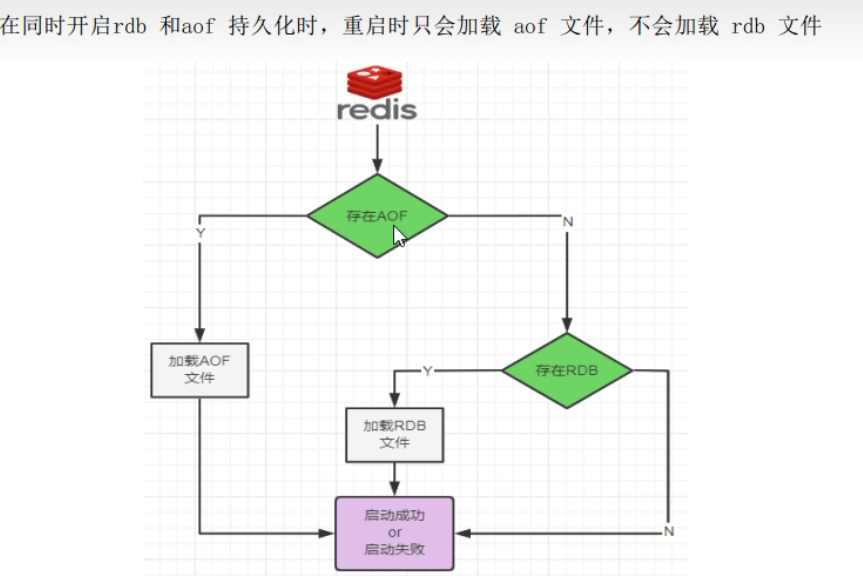 在同时开启rdb 和aof 持久化时，重启时只会加载 aof 文件，不会加载 rdb 文件
redis
存在AOF
Y
N
加载AOF
文件
存在RDB
Y
加载RDB
文件
启动成功
or
启动失败
N